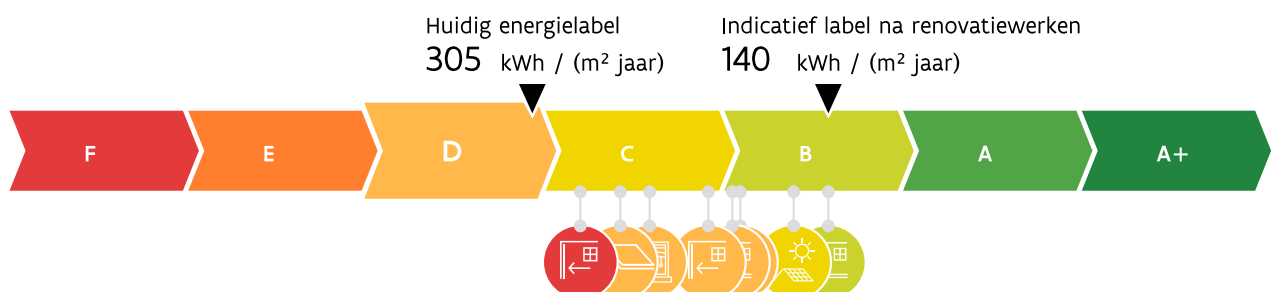 Huidig energielabel
305 kWh / (m² jaar)
Indicatief label na renovatiewerken
140 kWh / (m² jaar)
F E D C B A A+